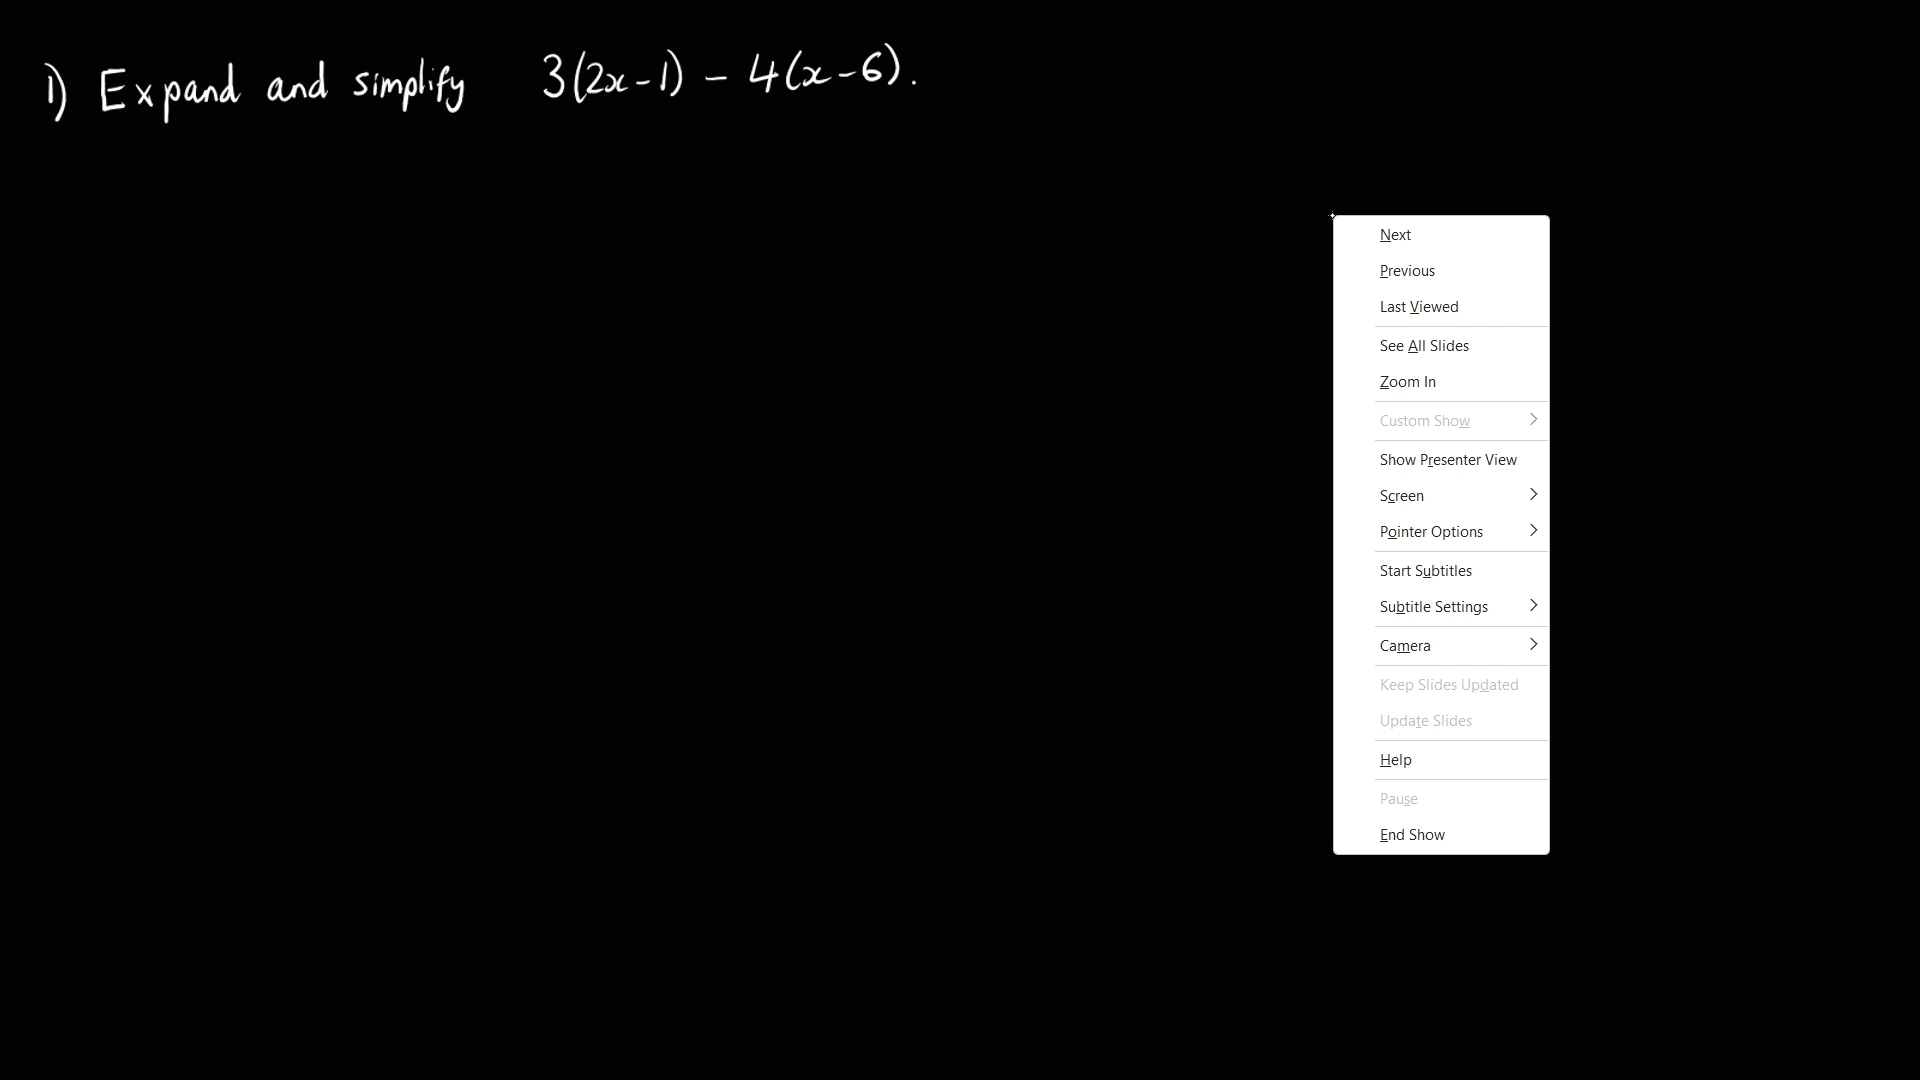 1) Expand and simplify 3(2x-1) - 4(x-6).
Next
Previous
Last Viewed
See All Slides
Zoom In
Custom Show
Show Presenter View
Screen
Pointer Options
Start Subtitles
Subtitle Settings
Camera
Keep Slides Updated
Update Slides
Help
Pause
End Show